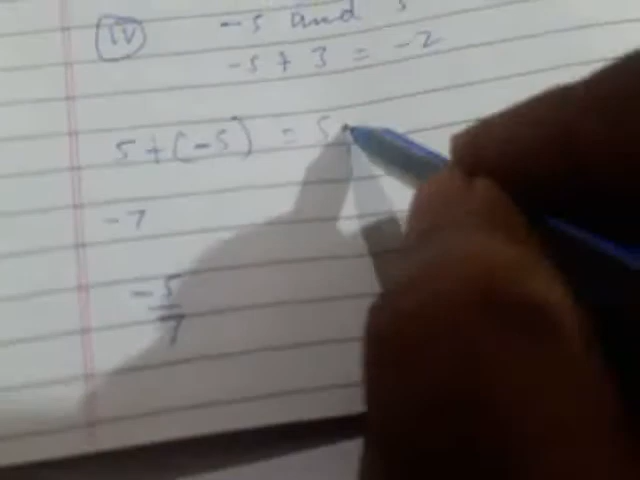 (iv) -5 and 3
-5 + 3 = -2
5 + (-5) = 5
-7
-5/7